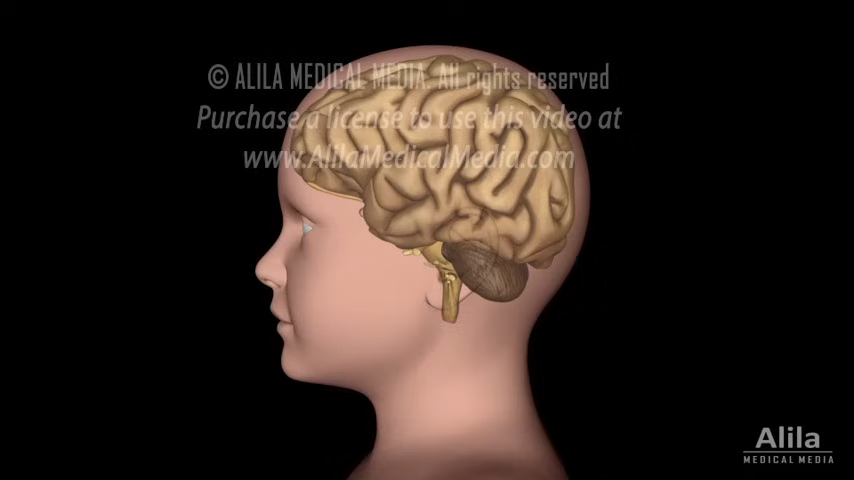 © ALILA MEDICAL MEDIA. All rights reserved
Purchase a license to use this video at
www.AlilaMedicalMedia.com
Alila
MEDICAL MEDIA